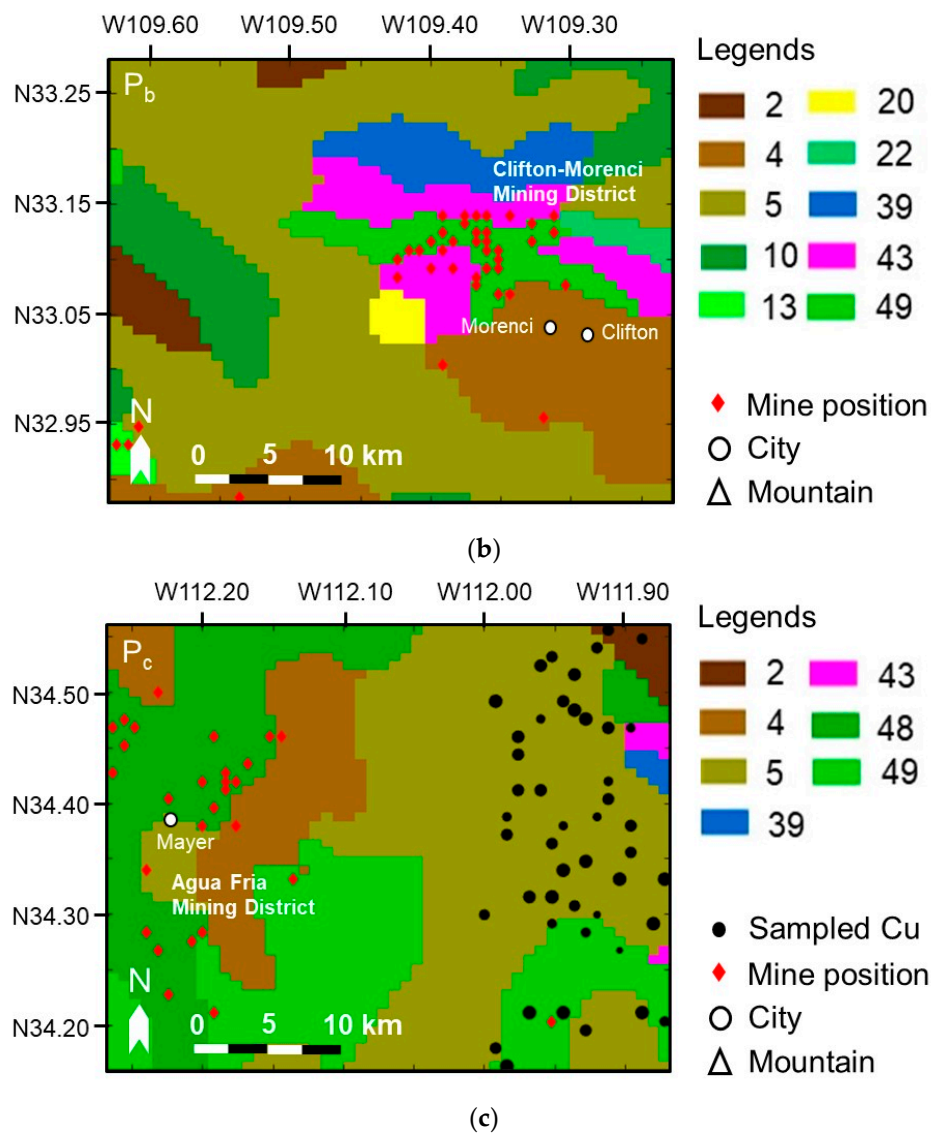 W109.60 W109.50 W109.40 W109.30
Legends
P_b
N33.25
2 20
4 22
Clifton-Morenci
Mining District
N33.15
5 39
10 43
N33.05
13 49
Morenci Clifton
Mine position
N32.95
N
City
0 5 10 km
Mountain
(b)
W112.20 W112.10 W112.00 W111.90
Legends
P_c
2 43
N34.50
4 48
5 49
N34.40
39
Mayer
Agua Fria
Mining District
N34.30
Sampled Cu
Mine position
N
City
N34.20
0 5 10 km
Mountain
(c)